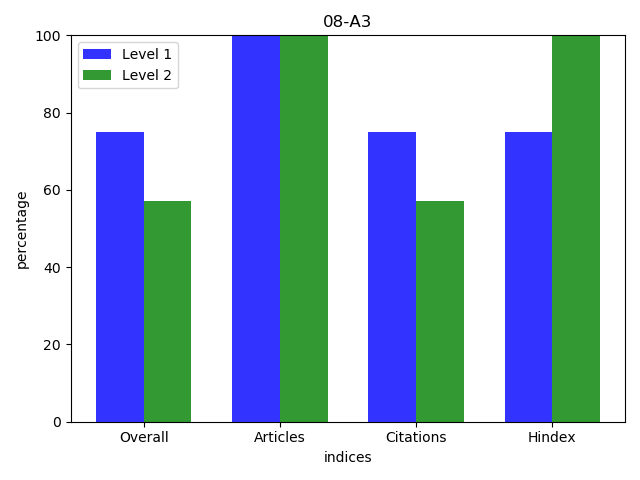 08-A3
Level 1
Level 2
100
80
60
40
20
0
percentage
Overall Articles Citations Hindex
indices